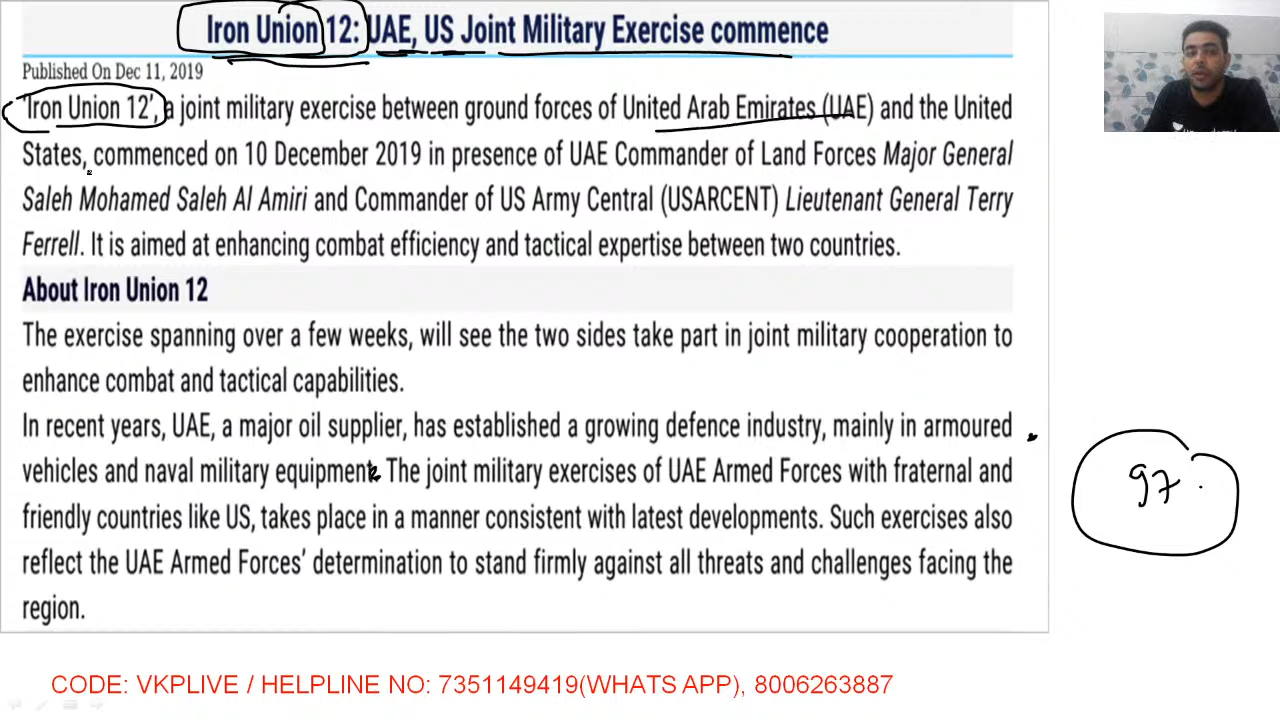 Iron Union 12: UAE, US Joint Military Exercise commence
Published On Dec 11, 2019
'Iron Union 12', a joint military exercise between ground forces of United Arab Emirates (UAE) and the United
States, commenced on 10 December 2019 in presence of UAE Commander of Land Forces Major General
Saleh Mohamed Saleh Al Amiri and Commander of US Army Central (USARCENT) Lieutenant General Terry
Ferrell. It is aimed at enhancing combat efficiency and tactical expertise between two countries.
About Iron Union 12
The exercise spanning over a few weeks, will see the two sides take part in joint military cooperation to
enhance combat and tactical capabilities.
In recent years, UAE, a major oil supplier, has established a growing defence industry, mainly in armoured
vehicles and naval military equipment. The joint military exercises of UAE Armed Forces with fraternal and
friendly countries like US, takes place in a manner consistent with latest developments. Such exercises also
reflect the UAE Armed Forces' determination to stand firmly against all threats and challenges facing the
region.
97
CODE: VKPLIVE / HELPLINE NO: 7351149419(WHATS APP), 8006263887